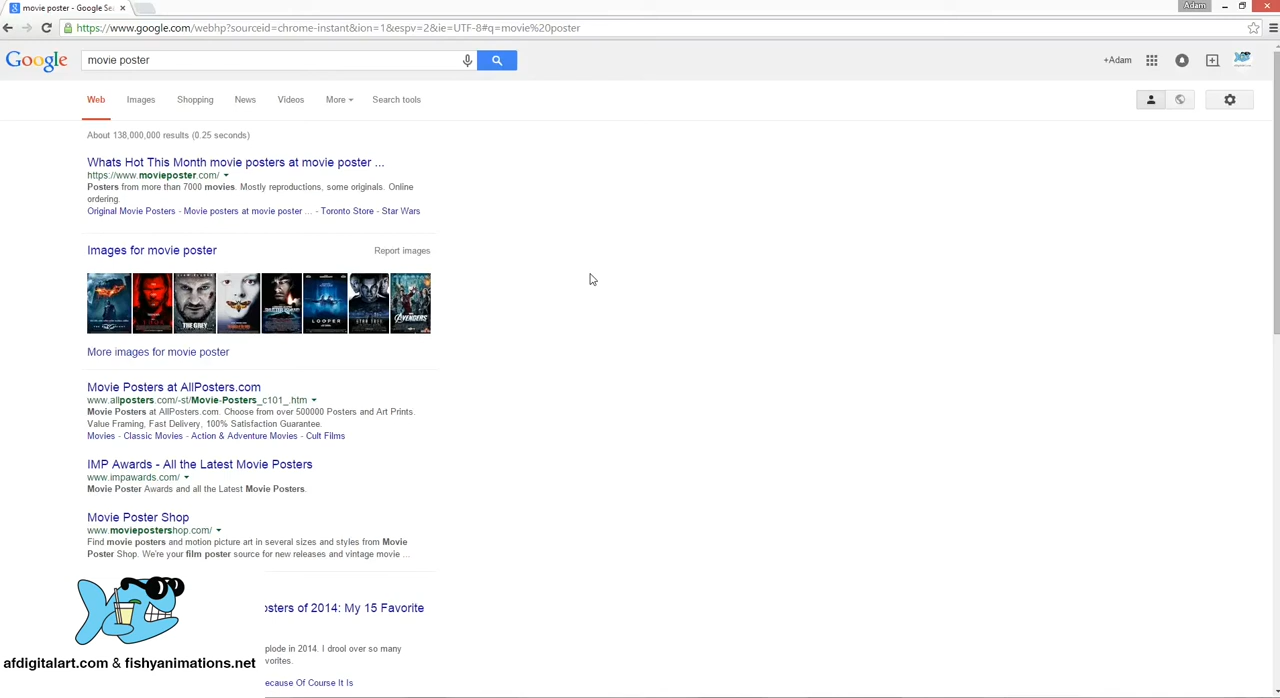 movie poster - Google Se
Adam
https://www.google.com/webhp?sourceid=chrome-instant&ion=1&espv=2&ie=UTF-8#q=movie%20poster
Google
movie poster
+Adam
Web Images Shopping News Videos More Search tools
About 138,000,000 results (0.25 seconds)
Whats Hot This Month movie posters at movie poster ...
https://www.movieposter.com/
Posters from more than 7000 movies. Mostly reproductions, some originals. Online
ordering.
Original Movie Posters - Movie posters at movie poster ... - Toronto Store - Star Wars
Images for movie poster
Report images
THE GREY
LOOPER
AVENGERS
More images for movie poster
Movie Posters at AllPosters.com
www.allposters.com/-st/Movie-Posters_c101_.htm
Movie Posters at AllPosters.com. Choose from over 500000 Posters and Art Prints.
Value Framing, Fast Delivery, 100% Satisfaction Guarantee.
Movies - Classic Movies - Action & Adventure Movies - Cult Films
IMP Awards - All the Latest Movie Posters
www.impawards.com/
Movie Poster Awards and all the Latest Movie Posters.
Movie Poster Shop
www.moviepostershop.com/
Find movie posters and motion picture art in several sizes and styles from Movie
Poster Shop. We're your film poster source for new releases and vintage movie ...
osters of 2014: My 15 Favorite
plode in 2014. I drool over so many
vorites.
ecause Of Course It Is
afdigitalart.com & fishyanimations.net